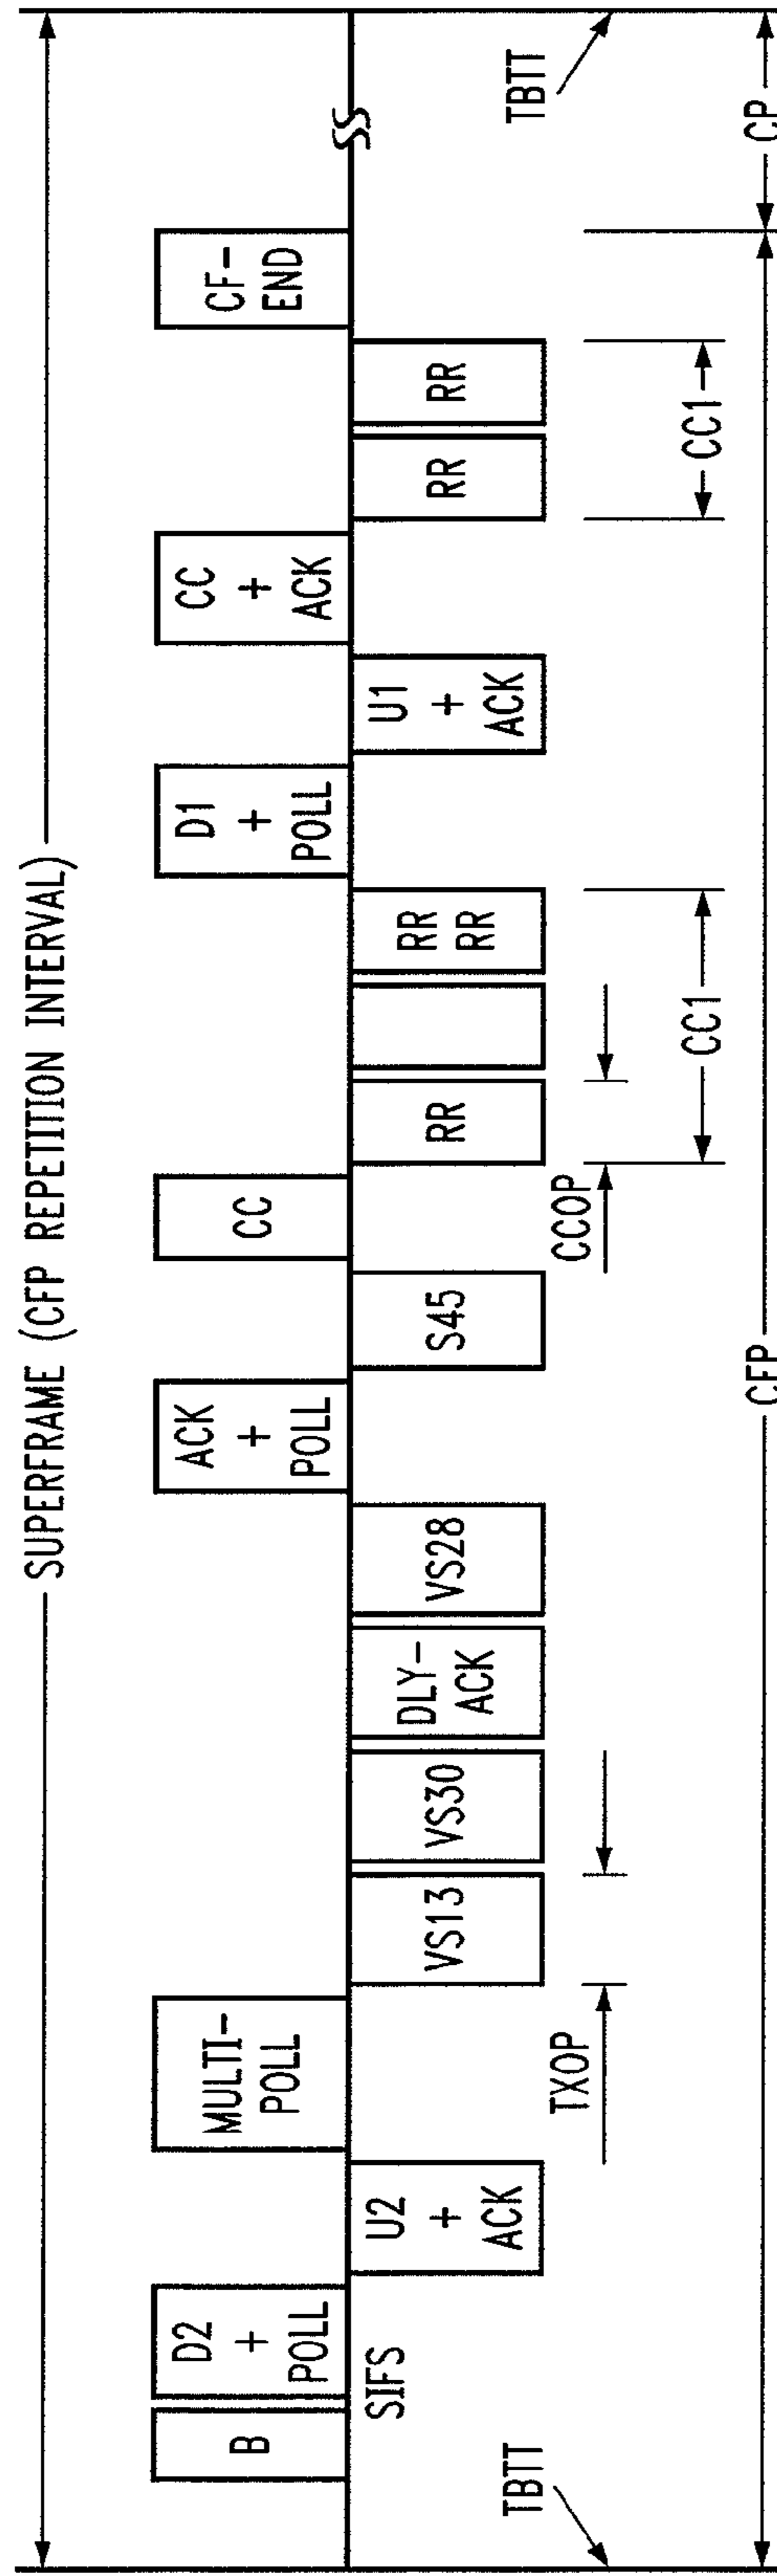 SUPERFRAME (CFP REPETITION INTERVAL)
B
D2
+
POLL
MULTI-
POLL
ACK
+
POLL
CC
D1
+
POLL
CC
+
ACK
CF-
END
SIFS
U2
+
ACK
VS13
VS30
DLY-
ACK
VS28
S45
RR
RR
RR
U1
+
ACK
RR
RR
TBTT
TXOP
CCOP
TBTT
CC1
CC1
CFP
CP